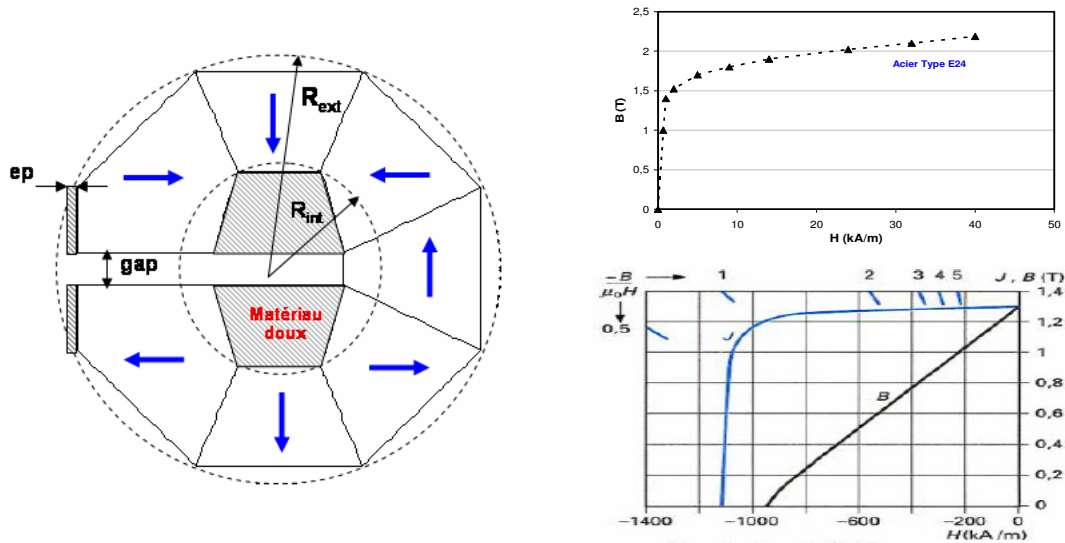 R_ext
ep
R_int
gap
Matériau
doux
2,5
2
1,5
1
0,5
0
B (T)
Acier Type E24
0 10 20 30 40 50
H (kA/m)
-B 1 2 3 4 5 J , B (T)
μ₀H
0,5
1,4
1,2
1
0,8
0,6
0,4
0,2
0
J
B
−1400 −1000 −600 −200 0
H(kA/m)